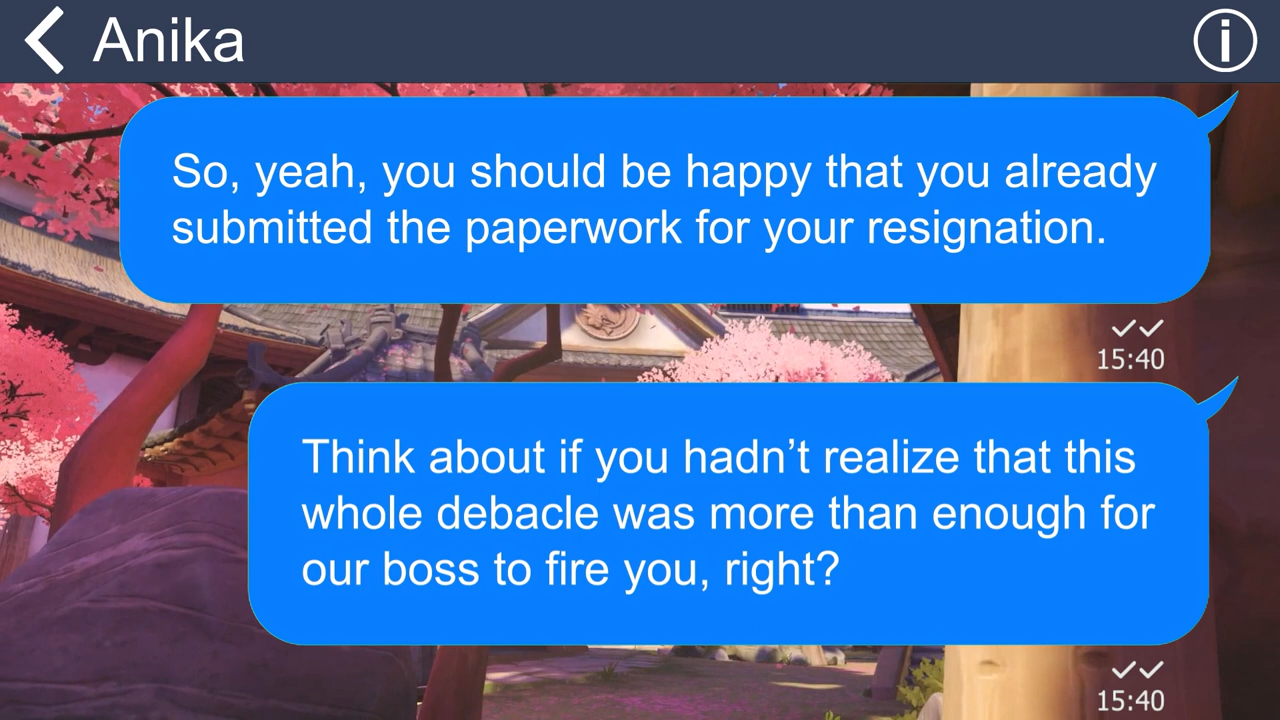 Anika
So, yeah, you should be happy that you already
submitted the paperwork for your resignation.
15:40
Think about if you hadn’t realize that this
whole debacle was more than enough for
our boss to fire you, right?
15:40